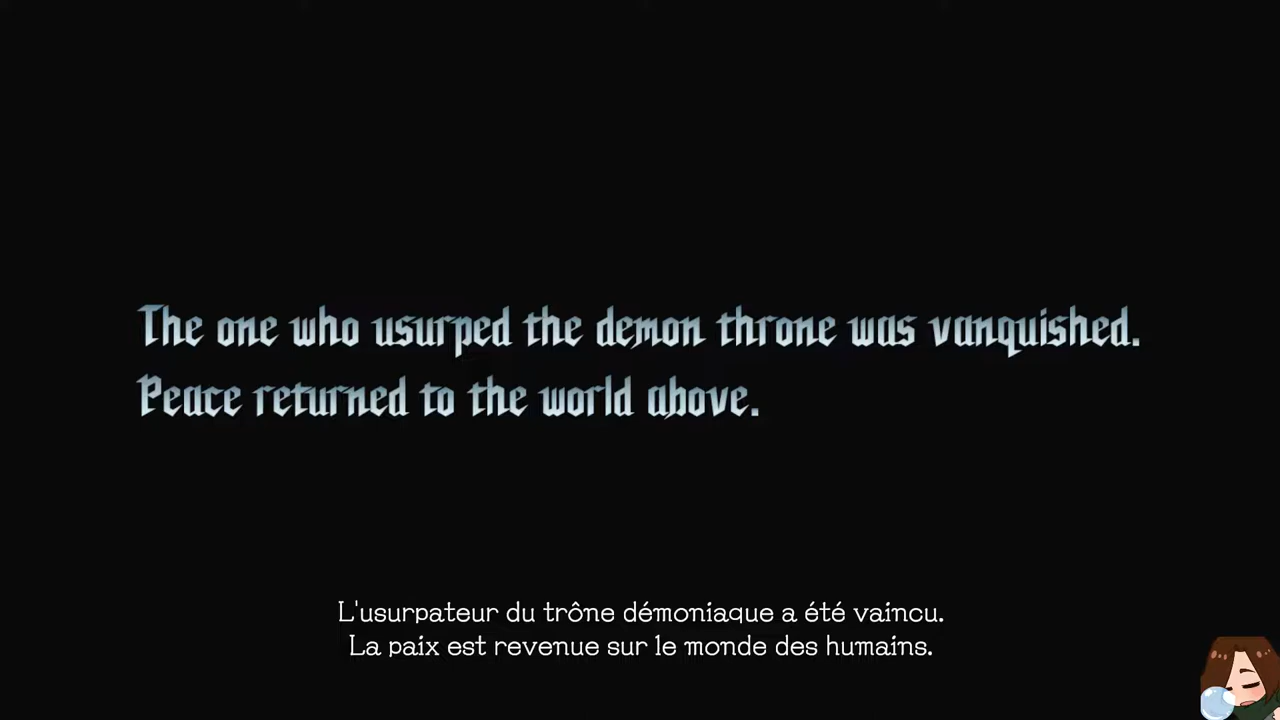 The one who usurped the demon throne was vanquished.
Peace returned to the world above.
L'usurpateur du trône démoniaque a été vaincu.
La paix est revenue sur le monde des humains.